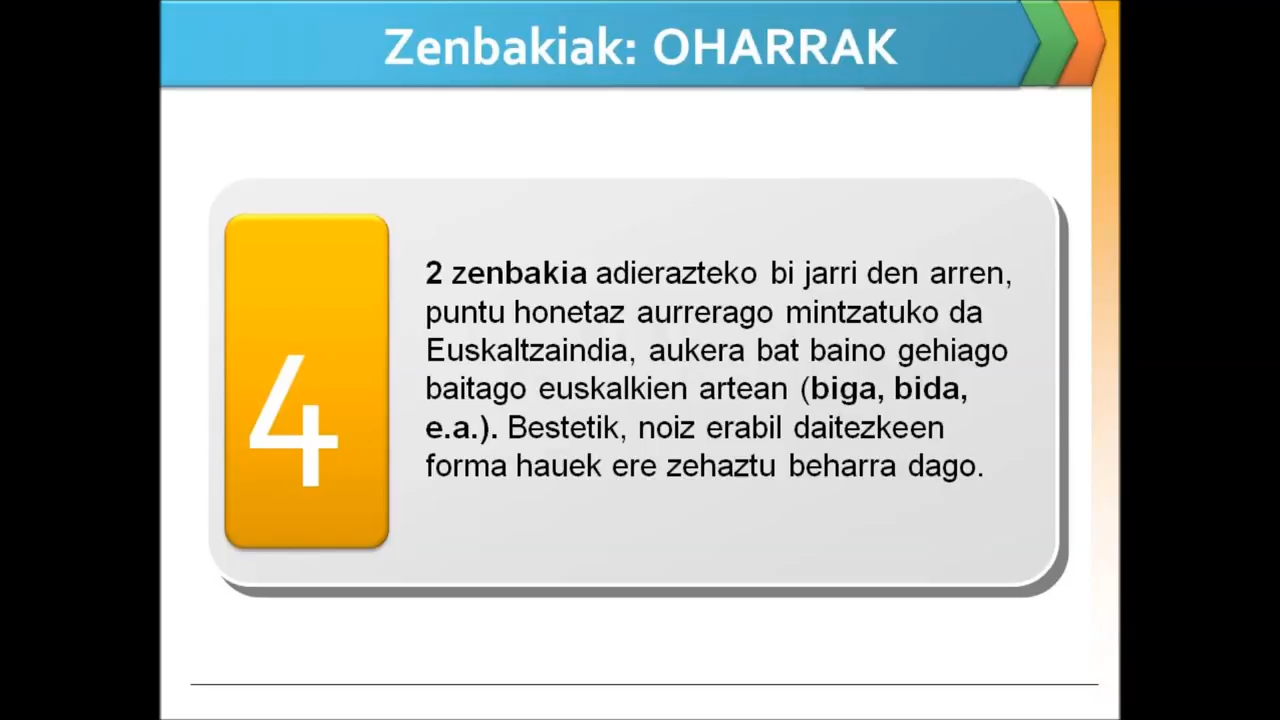 Zenbakiak: OHARRAK
4
2 zenbakia adierazteko bi jarri den arren,
puntu honetaz aurrerago mintzatuko da
Euskaltzaindia, aukera bat baino gehiago
baitago euskalkien artean (biga, bida,
e.a.). Bestetik, noiz erabil daitezkeen
forma hauek ere zehaztu beharra dago.